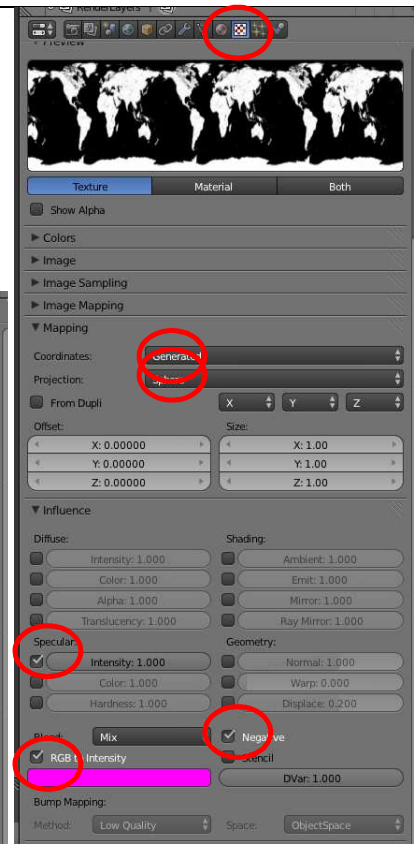 RenderLayers
Preview
Texture Material Both
Show Alpha
Colors
Image
Image Sampling
Image Mapping
Mapping
Coordinates: Generated
Projection: Sphere
From Dupli X Y Z
Offset: Size:
X: 0.00000 X: 1.00
Y: 0.00000 Y: 1.00
Z: 0.00000 Z: 1.00
Influence
Diffuse: Shading:
Intensity: 1.000 Ambient: 1.000
Color: 1.000 Emit: 1.000
Alpha: 1.000 Mirror: 1.000
Translucency: 1.000 Ray Mirror: 1.000
Specular: Geometry:
Intensity: 1.000 Normal: 1.000
Color: 1.000 Warp: 0.000
Hardness: 1.000 Displace: 0.200
Blend: Mix Negative
RGB to Intensity Stencil
DVar: 1.000
Bump Mapping:
Method: Low Quality Space: ObjectSpace